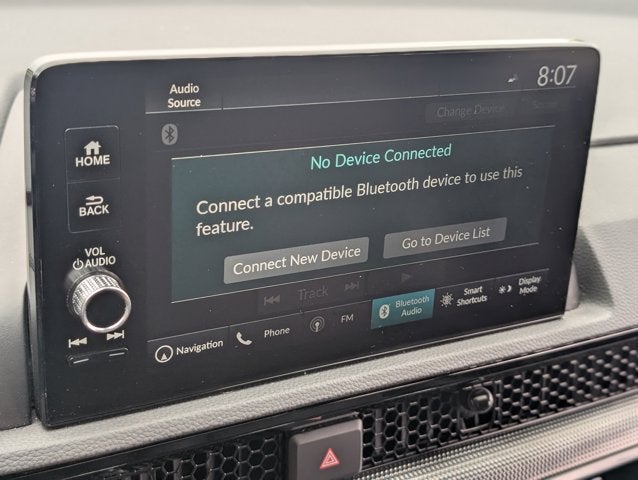 Audio
Source
8:07
Change Device
Source
HOME
No Device Connected
Connect a compatible Bluetooth device to use this
feature.
BACK
Connect New Device
Go to Device List
VOL
AUDIO
Track
Navigation
Phone
FM
Bluetooth
Audio
Smart
Shortcuts
Display
Mode